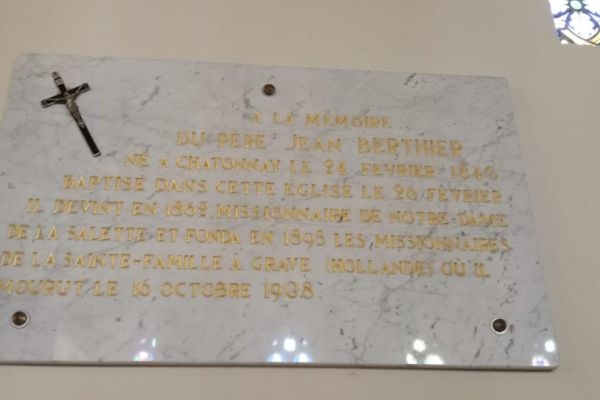 A LA MÉMOIRE
DU PÈRE JEAN BERTHIER
NÉ A CHATONNAY LE 24 FÉVRIER 1840
BAPTISÉ DANS CETTE ÉGLISE LE 26 FÉVRIER
IL DEVINT EN 1862, MISSIONNAIRE DE NOTRE-DAME
DE LA SALETTE ET FONDA EN 1895 LES MISSIONNAIRES
DE LA SAINTE-FAMILLE À GRAVE (HOLLANDE) OU IL
MOURUT LE 16 OCTOBRE 1908